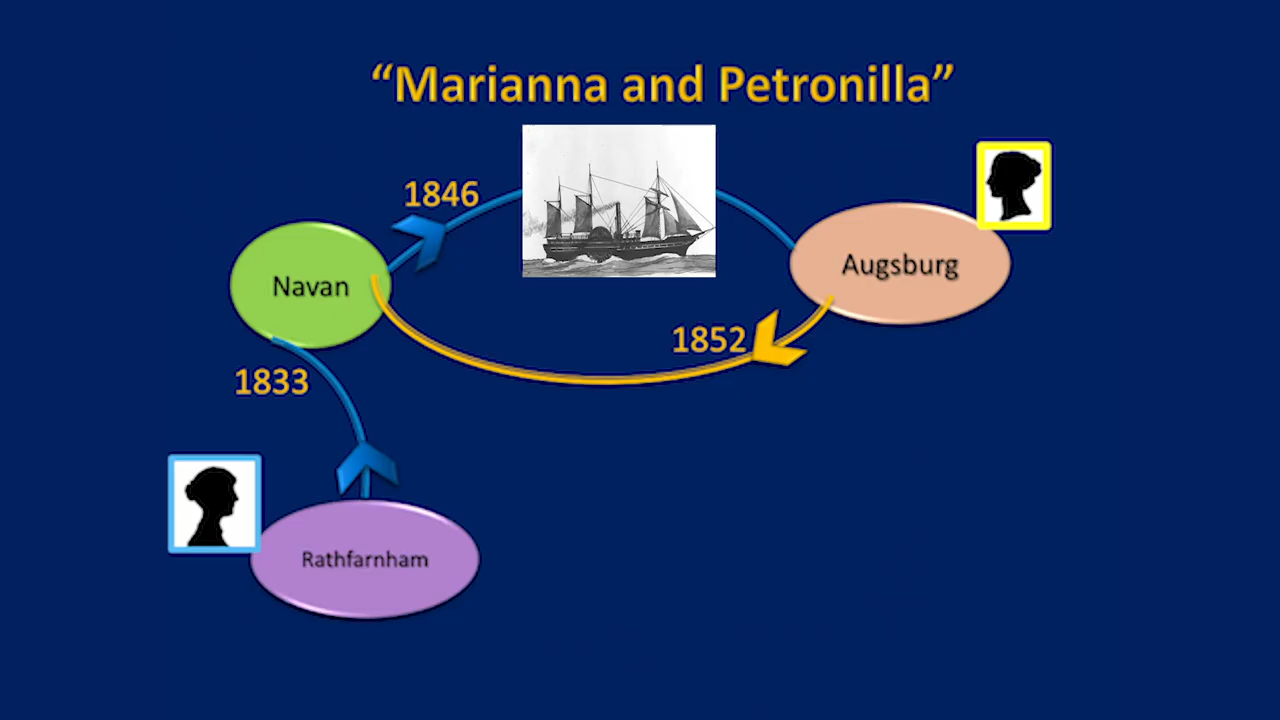 “Marianna and Petronilla”
1846
Navan
Augsburg
1852
1833
Rathfarnham